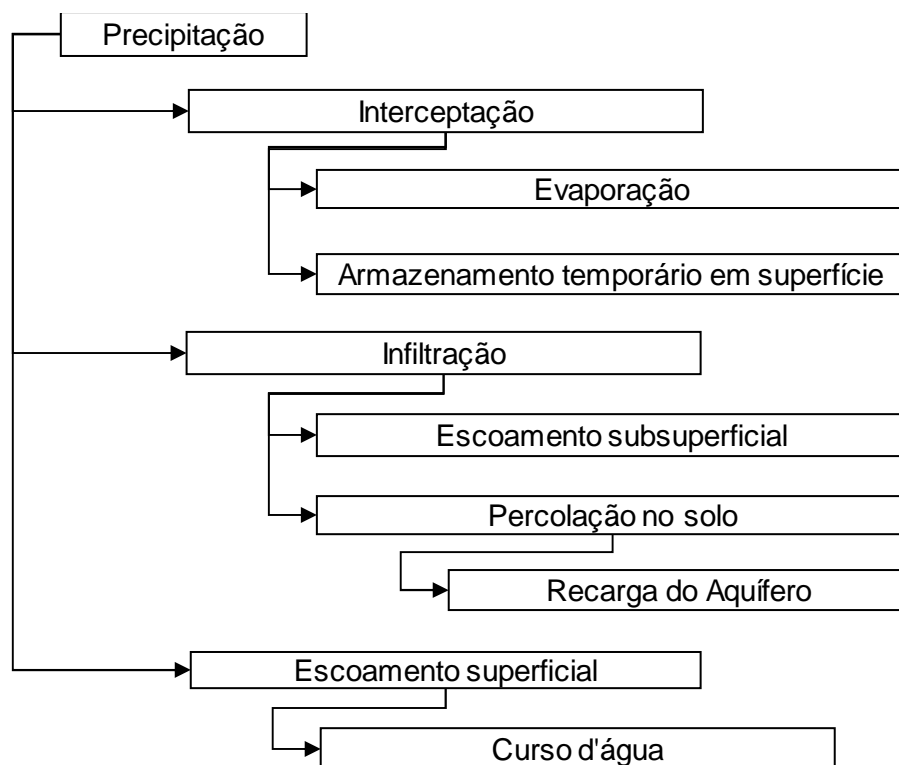 Precipitação
Interceptação
Evaporação
Armazenamento temporário em superfície
Infiltração
Escoamento subsuperficial
Percolação no solo
Recarga do Aquífero
Escoamento superficial
Curso d'água